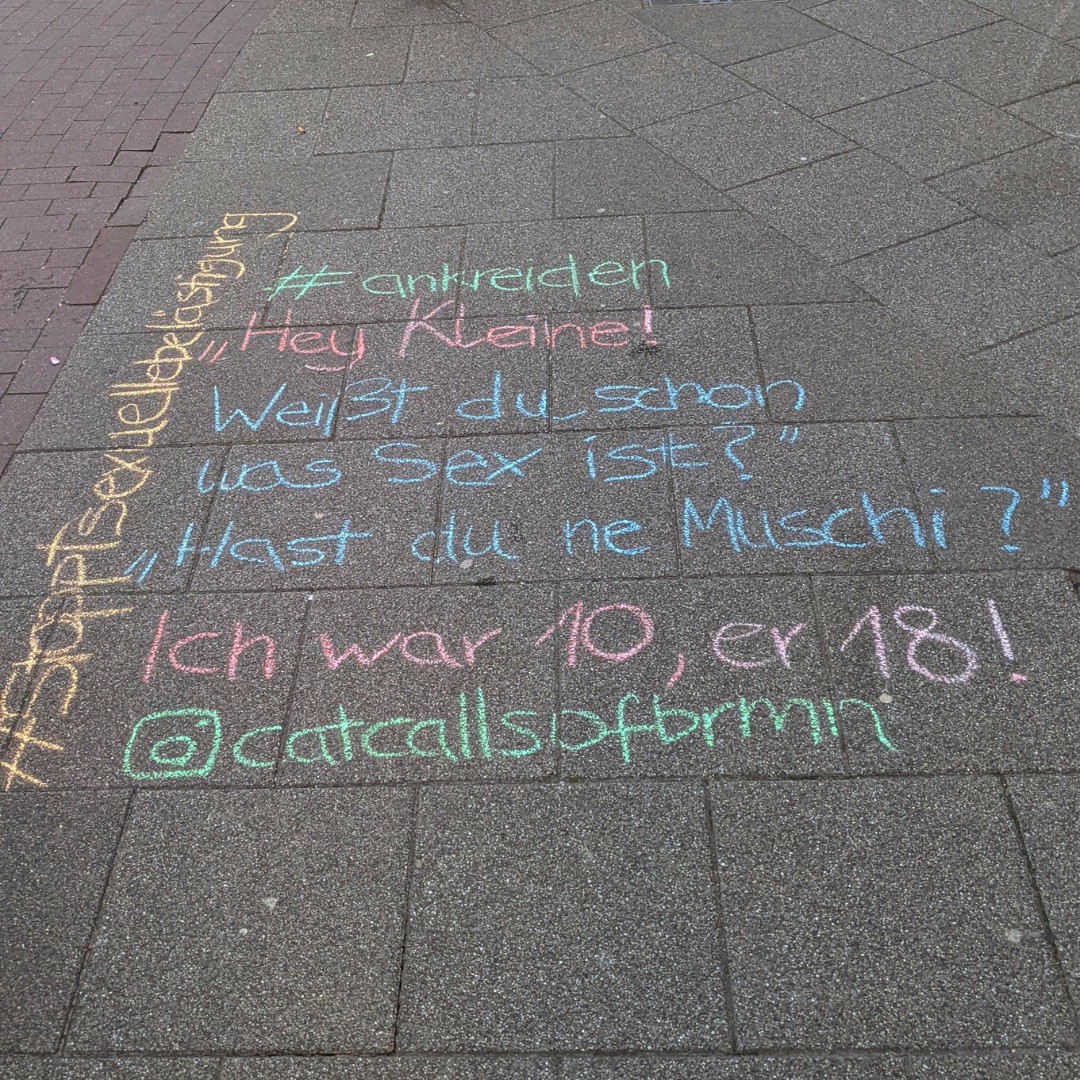 #stoppTsexuellebelästigung
#ankreiden
„Hey Kleine!
Weißt du schon
was Sex ist?”
„Hast du ne Muschi?”
Ich war 10, er 18!
@catcallsofbrmn